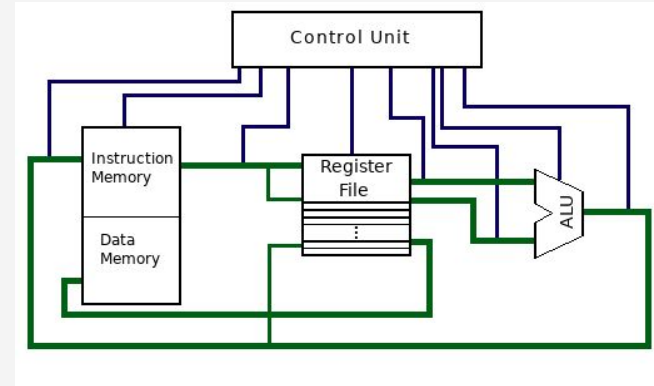 Control Unit
Instruction
Memory
Register
File
ALU
Data
Memory